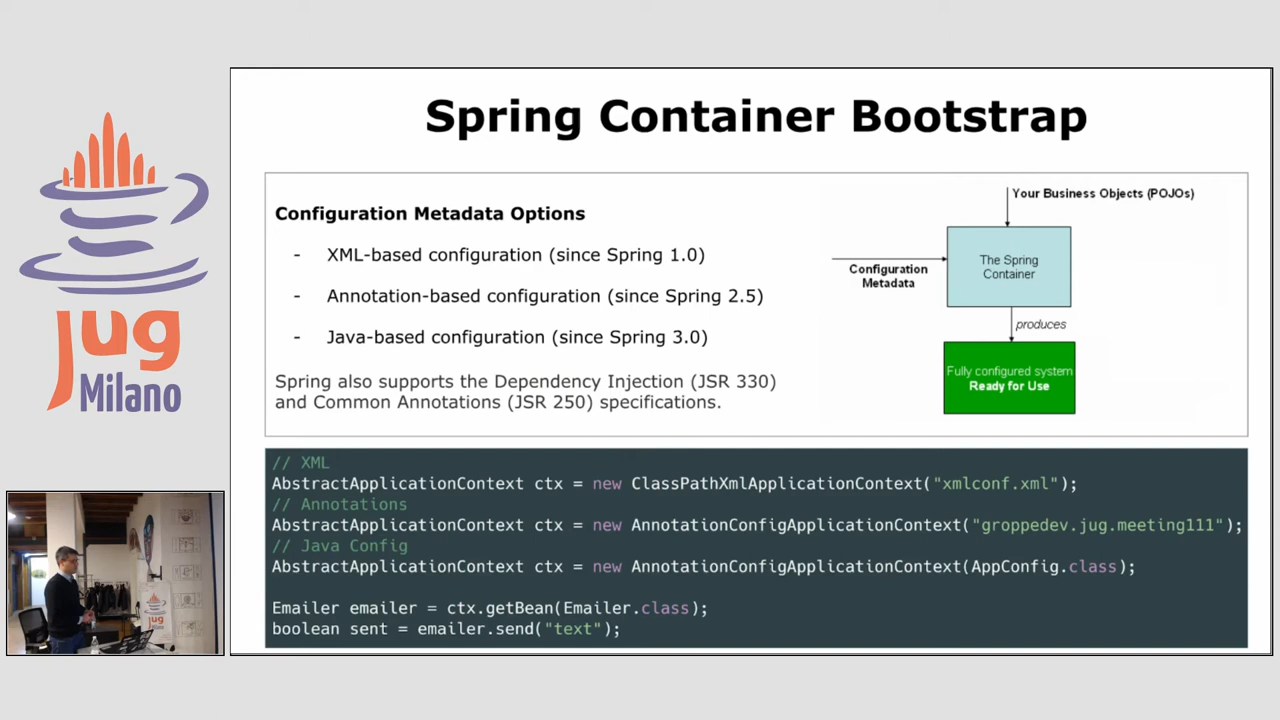 jug
Milano
Spring Container Bootstrap
Configuration Metadata Options
- XML-based configuration (since Spring 1.0)
- Annotation-based configuration (since Spring 2.5)
- Java-based configuration (since Spring 3.0)
Spring also supports the Dependency Injection (JSR 330)
and Common Annotations (JSR 250) specifications.
Your Business Objects (POJOs)
The Spring
Container
Configuration
Metadata
produces
Fully configured system
Ready for Use
// XML
AbstractApplicationContext ctx = new ClassPathXmlApplicationContext("xmlconf.xml");
// Annotations
AbstractApplicationContext ctx = new AnnotationConfigApplicationContext("groppedev.jug.meeting111");
// Java Config
AbstractApplicationContext ctx = new AnnotationConfigApplicationContext(AppConfig.class);
Emailer emailer = ctx.getBean(Emailer.class);
boolean sent = emailer.send("text");
jug